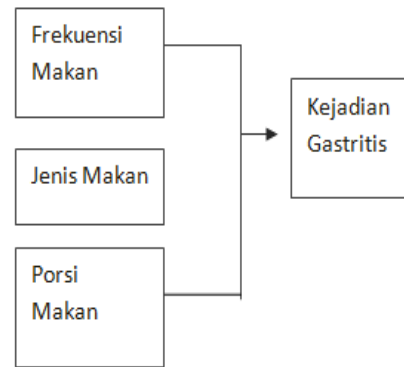 Frekuensi
Makan
Jenis Makan
Porsi
Makan
Kejadian
Gastritis